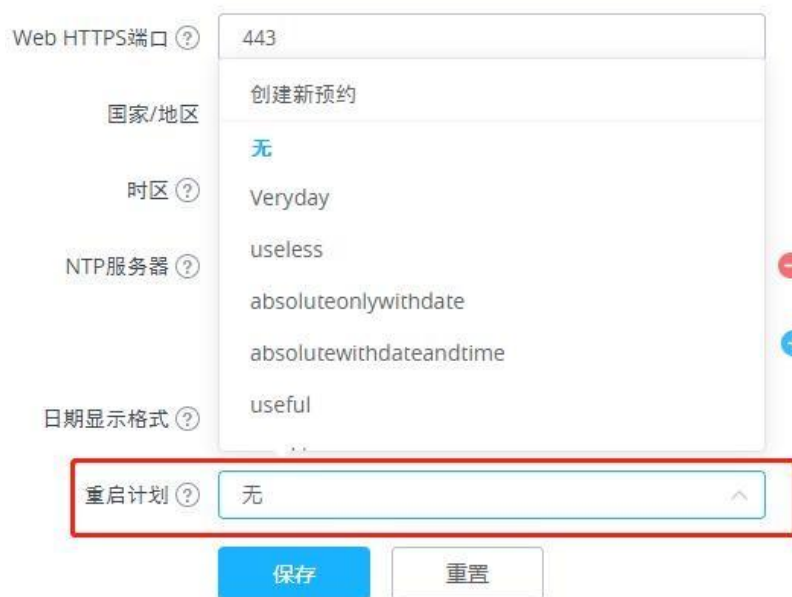 Web HTTPS端口 ? 443
创建新预约
国家/地区
无
时区 ?
Veryday
useless
NTP服务器 ?
absoluteonlywithdate
absolutewithdateandtime
useful
日期显示格式 ?
重启计划 ? 无
保存 重置